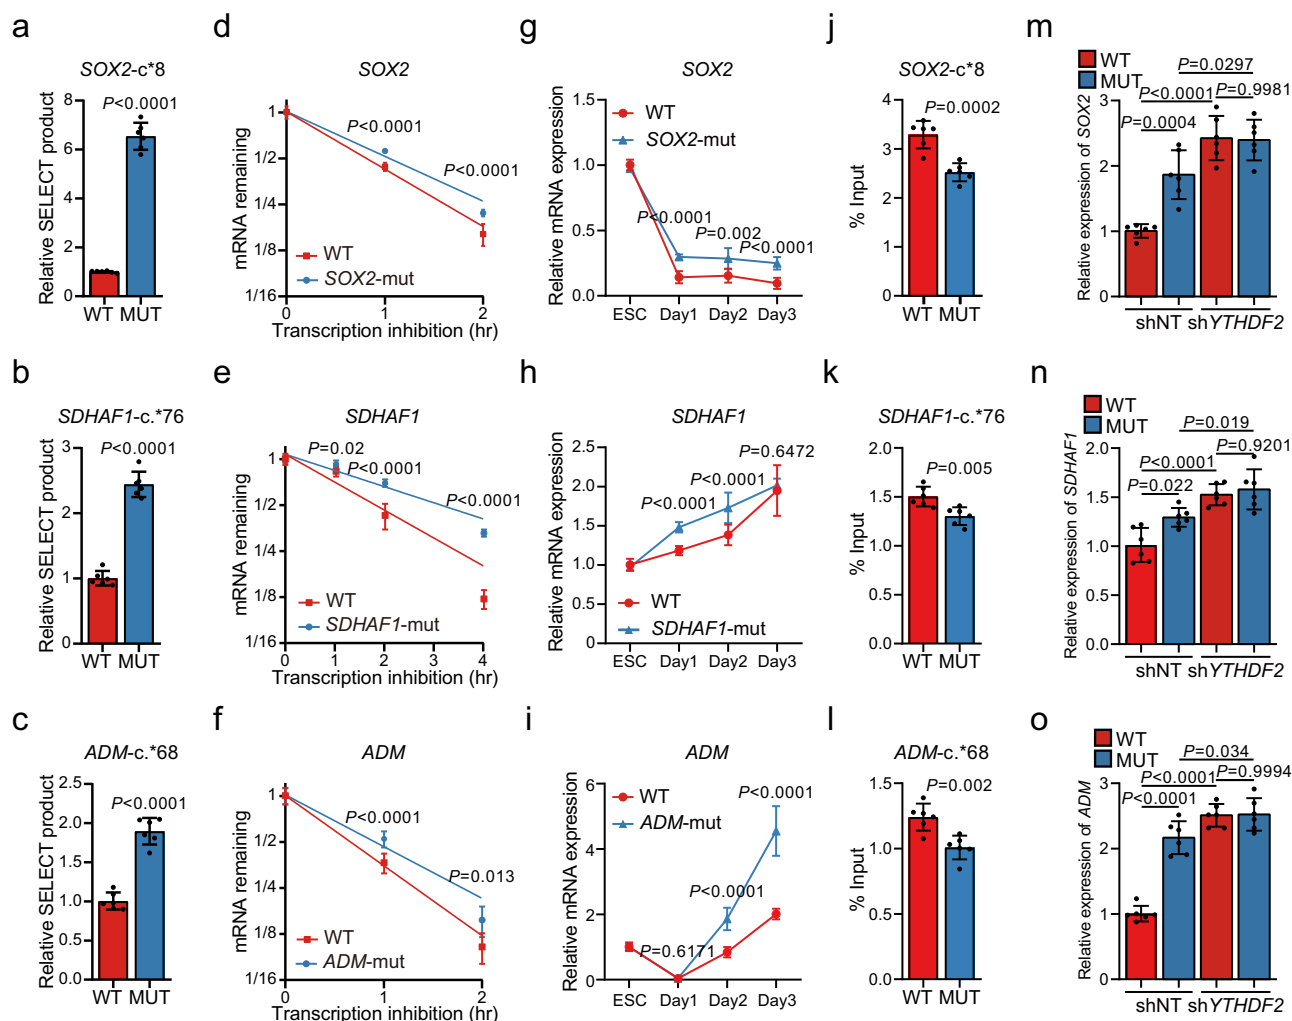 a
SOX2-c*8
P<0.0001
Relative SELECT product
8
6
4
2
0
WT MUT
d
SOX2
P<0.0001
P<0.0001
mRNA remaining
1
1/2
1/4
1/8
1/16
WT
SOX2-mut
0 1 2
Transcription inhibition (hr)
g
SOX2
Relative mRNA expression
1.5
1.0
0.5
0.0
WT
SOX2-mut
P<0.0001
P=0.002
P<0.0001
ESC Day1 Day2 Day3
j
SOX2-c*8
P=0.0002
% Input
4
3
2
1
0
WT MUT
m
WT
MUT
P=0.0297
P<0.0001
P=0.9981
P=0.0004
Relative expression of SOX2
3
2
1
0
shNT shYTHDF2
b
SDHAF1-c.*76
P<0.0001
Relative SELECT product
3
2
1
0
WT MUT
e
SDHAF1
P=0.02
P<0.0001
P<0.0001
mRNA remaining
1
1/2
1/4
1/8
1/16
WT
SDHAF1-mut
0 1 2 3 4
Transcription inhibition (hr)
h
SDHAF1
Relative mRNA expression
2.5
2.0
1.5
1.0
0.5
0
P=0.6472
P<0.0001
P<0.0001
WT
SDHAF1-mut
ESC Day1 Day2 Day3
k
SDHAF1-c.*76
P=0.005
% Input
1.5
2.0
1.0
0.5
0.0
WT MUT
n
WT
MUT
P=0.019
P<0.0001
P=0.9201
P=0.022
Relative expression of SDHAF1
2.0
1.5
1.0
0.5
0.0
shNT shYTHDF2
c
ADM-c.*68
P<0.0001
Relative SELECT product
2.5
2.0
1.5
1.0
0.5
0.0
WT MUT
f
ADM
P<0.0001
P=0.013
mRNA remaining
1
1/2
1/4
1/8
1/16
WT
ADM-mut
0 1 2
Transcription inhibition (hr)
i
ADM
Relative mRNA expression
6
4
2
0
WT
ADM-mut
P<0.0001
P<0.0001
P=0.6171
ESC Day1 Day2 Day3
l
ADM-c.*68
P=0.002
% Input
1.5
1.0
0.5
0.0
WT MUT
o
WT
MUT
P=0.034
P<0.0001
P=0.9994
P<0.0001
Relative expression of ADM
3
2
1
0
shNT shYTHDF2